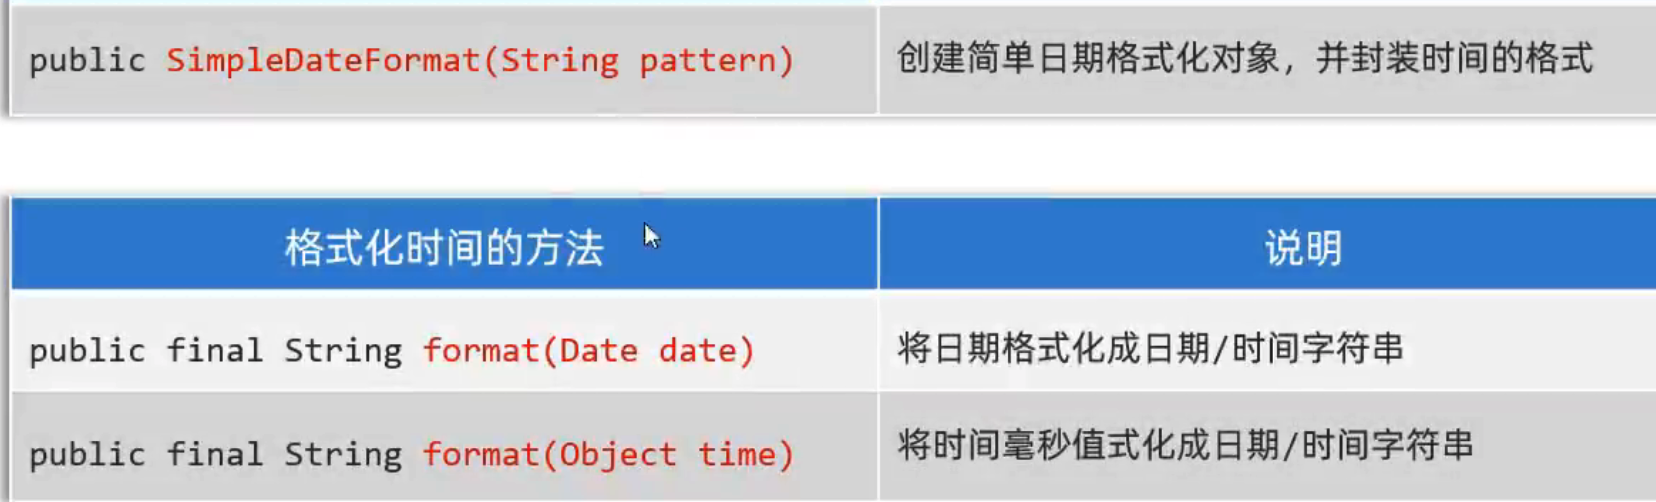 public SimpleDateFormat(String pattern) 创建简单日期格式化对象，并封装时间的格式
格式化时间的方法 说明
public final String format(Date date) 将日期格式化成日期/时间字符串
public final String format(Object time) 将时间毫秒值式化成日期/时间字符串